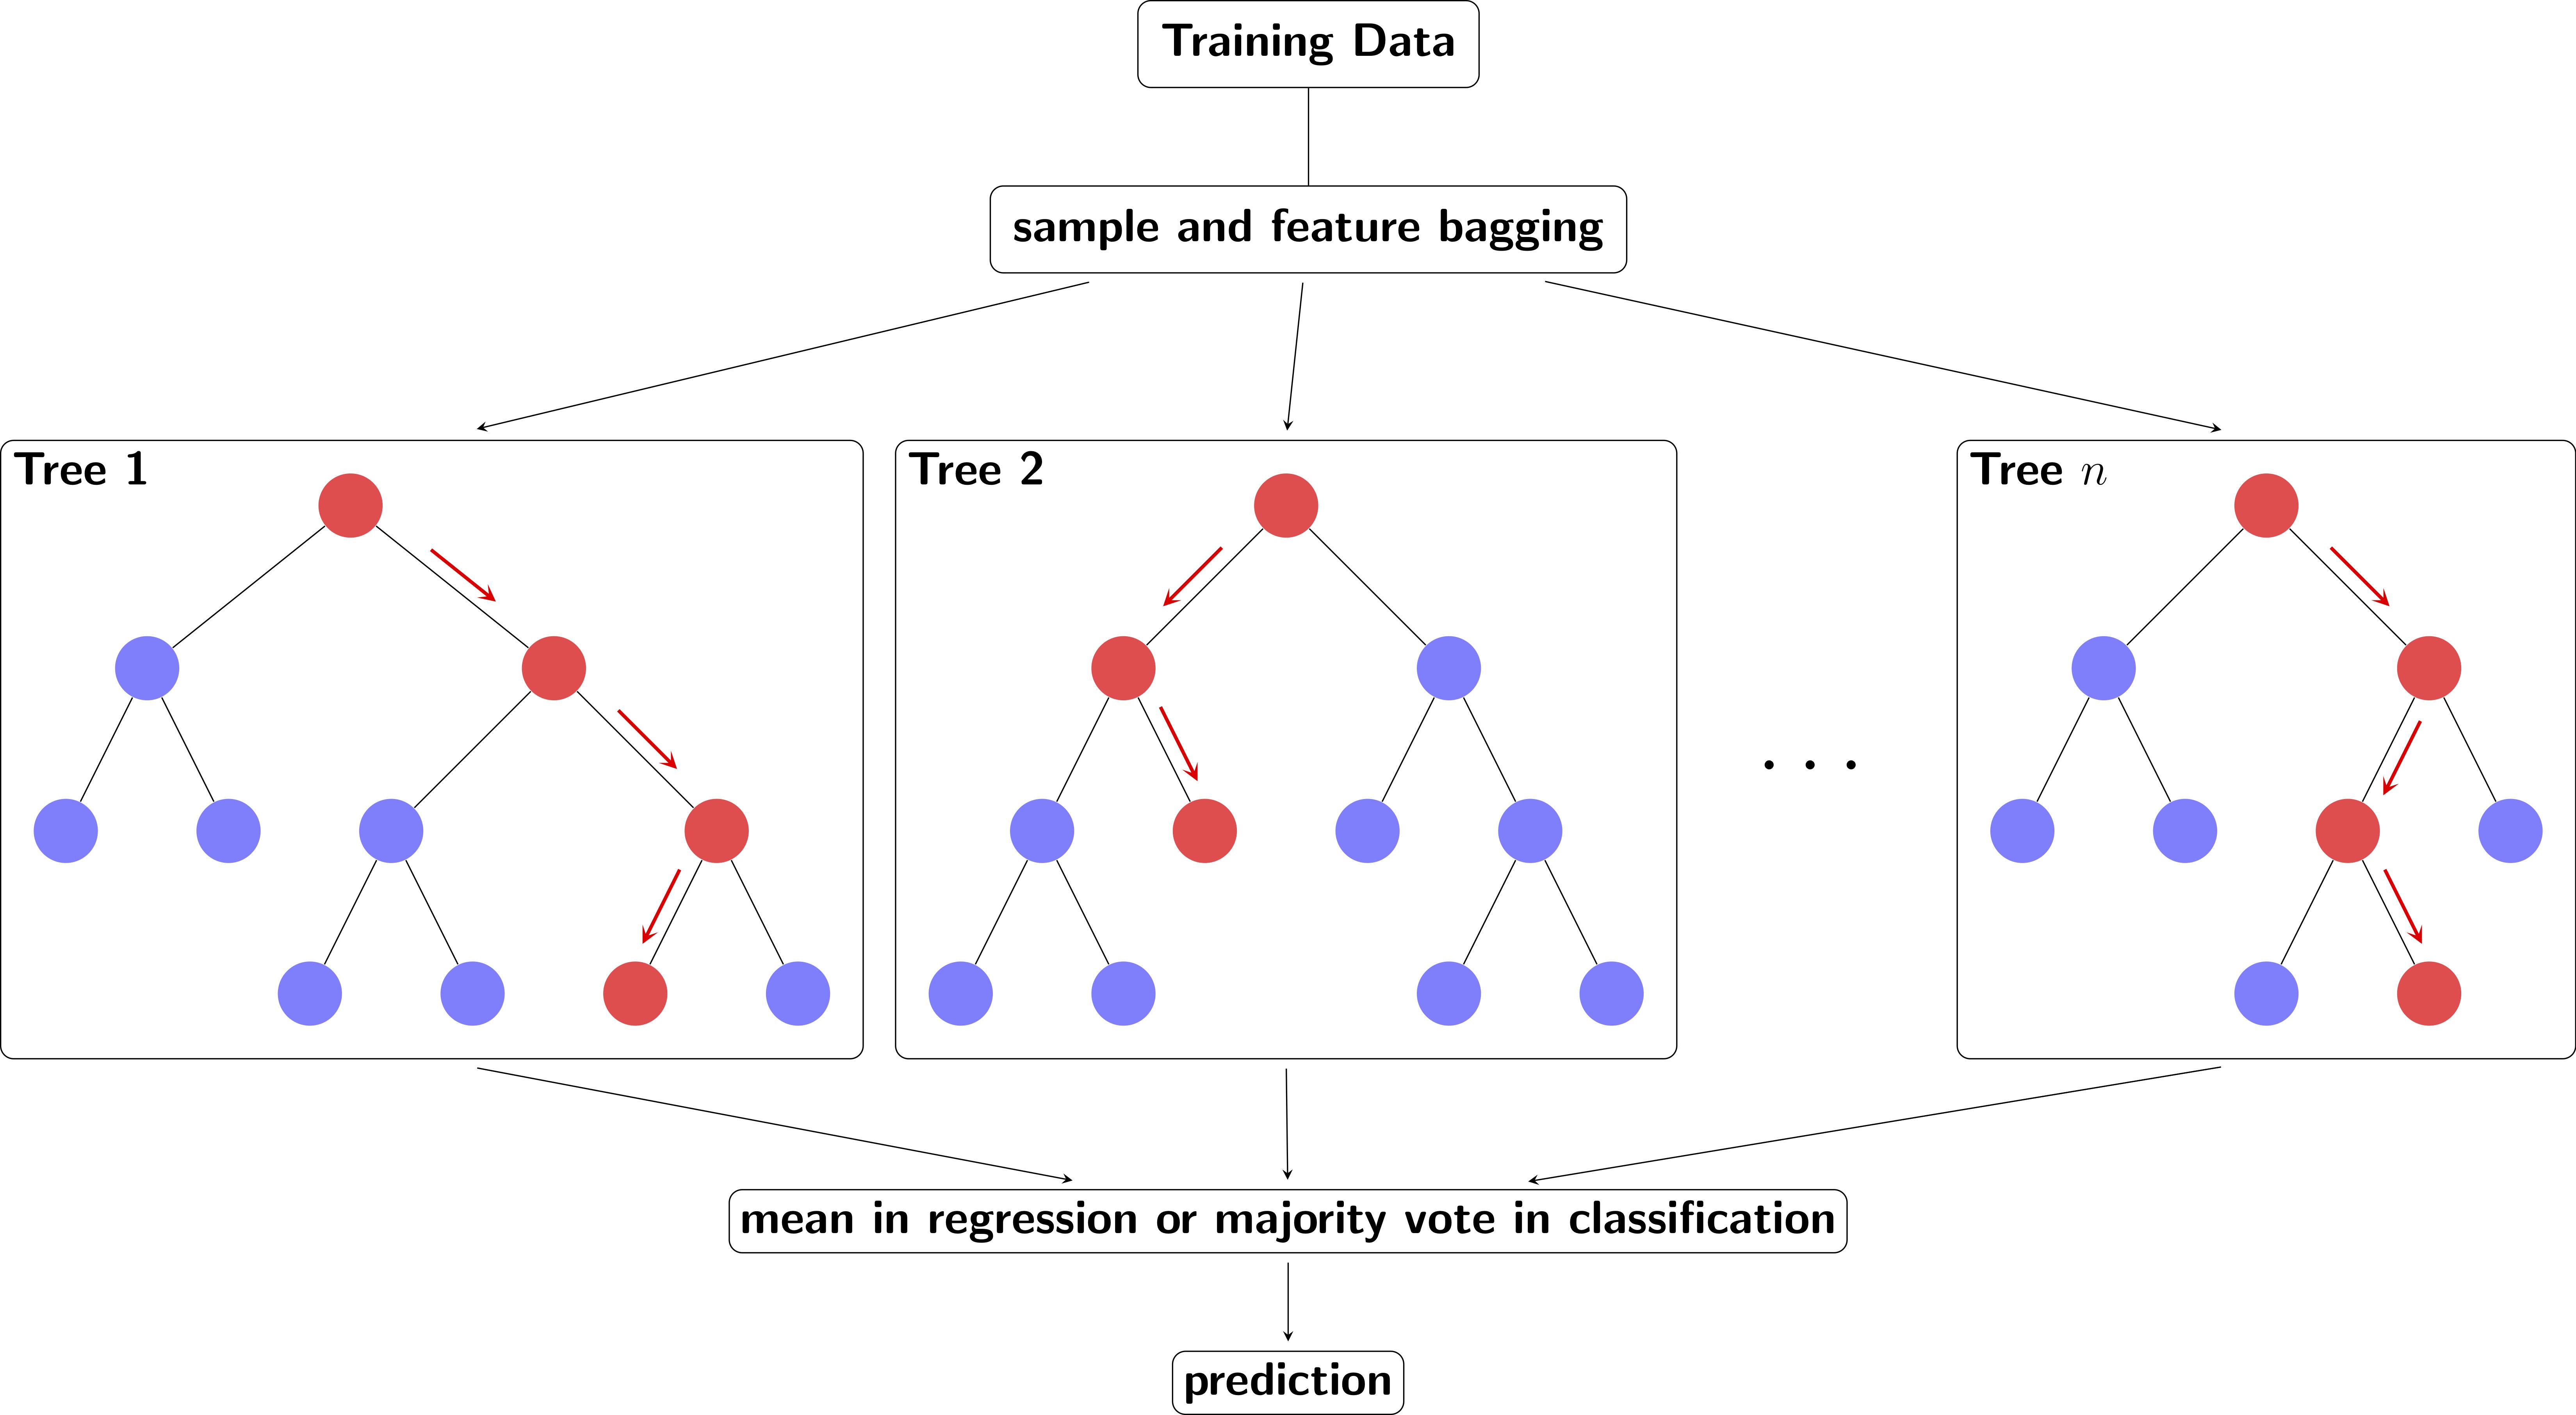 Training Data
sample and feature bagging
Tree 1
Tree 2
Tree n
. . .
mean in regression or majority vote in classification
prediction